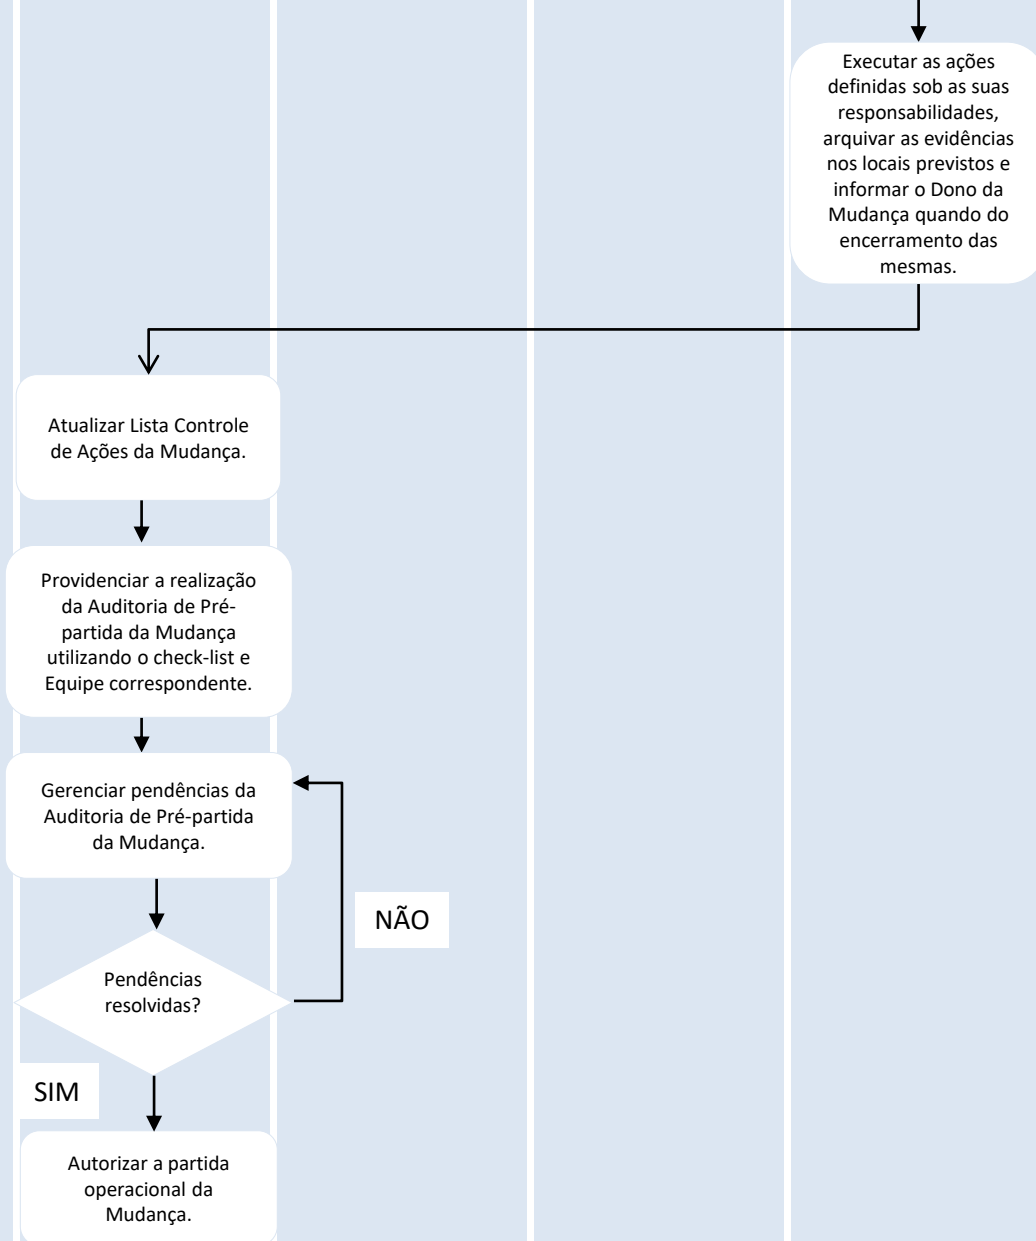 Executar as ações
definidas sob as suas
responsabilidades,
arquivar as evidências
nos locais previstos e
informar o Dono da
Mudança quando do
encerramento das
mesmas.
Atualizar Lista Controle
de Ações da Mudança.
Providenciar a realização
da Auditoria de Pré-
partida da Mudança
utilizando o check-list e
Equipe correspondente.
Gerenciar pendências da
Auditoria de Pré-partida
da Mudança.
NÃO
Pendências
resolvidas?
SIM
Autorizar a partida
operacional da
Mudança.